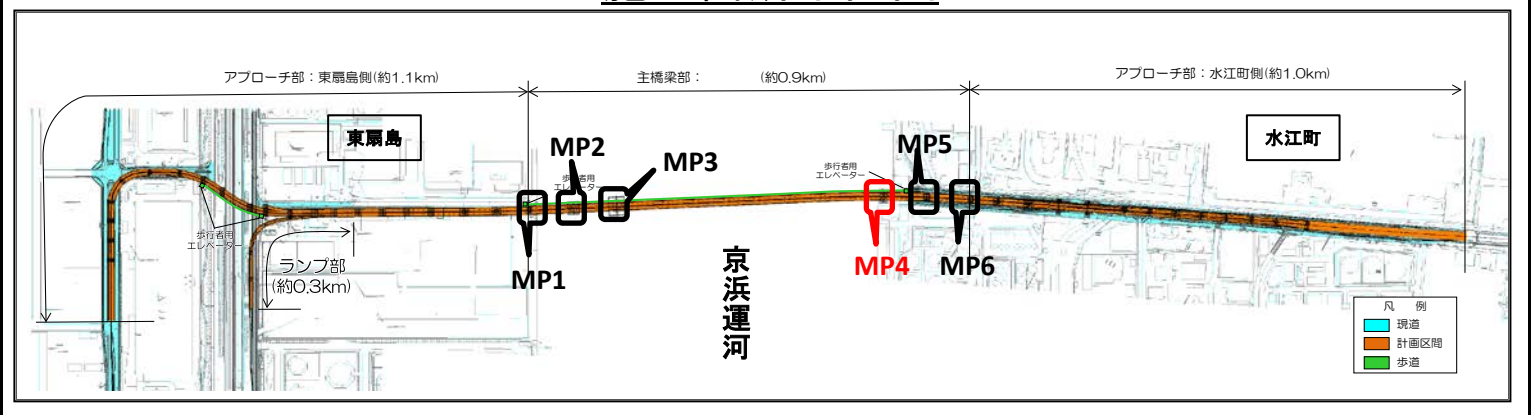 アプローチ部：東扇島側(約1.1km)
主橋梁部：　　　(約0.9km)
アプローチ部：水江町側(約1.0km)
東扇島
水江町
MP2
歩行者用
エレベーター
MP3
歩行者用
エレベーター
MP5
歩行者用
エレベーター
ランプ部
(約0.3km)
MP1
京浜運河
MP4
MP6
凡　例
現道
計画区間
歩道